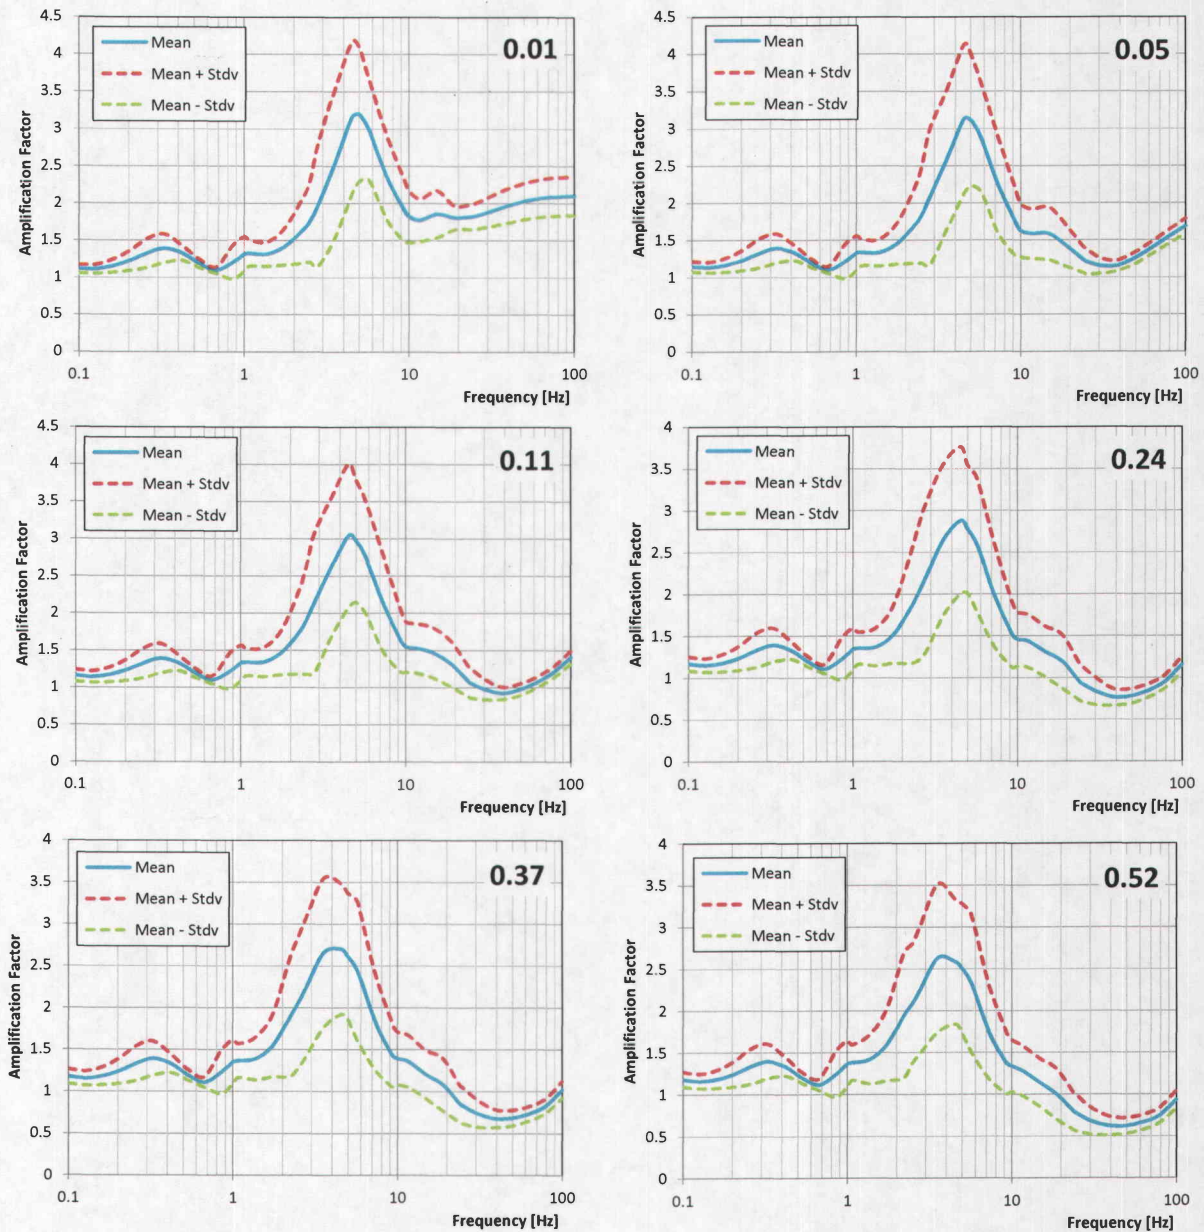 0.01
Mean
Mean + Stdv
Mean - Stdv
Amplification Factor
4.5
4
3.5
3
2.5
2
1.5
1
0.5
0
0.1 1 10 100
Frequency [Hz]
0.05
Mean
Mean + Stdv
Mean - Stdv
Amplification Factor
4.5
4
3.5
3
2.5
2
1.5
1
0.5
0
0.1 1 10 100
Frequency [Hz]
0.11
Mean
Mean + Stdv
Mean - Stdv
Amplification Factor
4.5
4
3.5
3
2.5
2
1.5
1
0.5
0
0.1 1 10 100
Frequency [Hz]
0.24
Mean
Mean + Stdv
Mean - Stdv
Amplification Factor
4
3.5
3
2.5
2
1.5
1
0.5
0
0.1 1 10 100
Frequency [Hz]
0.37
Mean
Mean + Stdv
Mean - Stdv
Amplification Factor
4
3.5
3
2.5
2
1.5
1
0.5
0
0.1 1 10 100
Frequency [Hz]
0.52
Mean
Mean + Stdv
Mean - Stdv
Amplification Factor
4
3.5
3
2.5
2
1.5
1
0.5
0
0.1 1 10 100
Frequency [Hz]